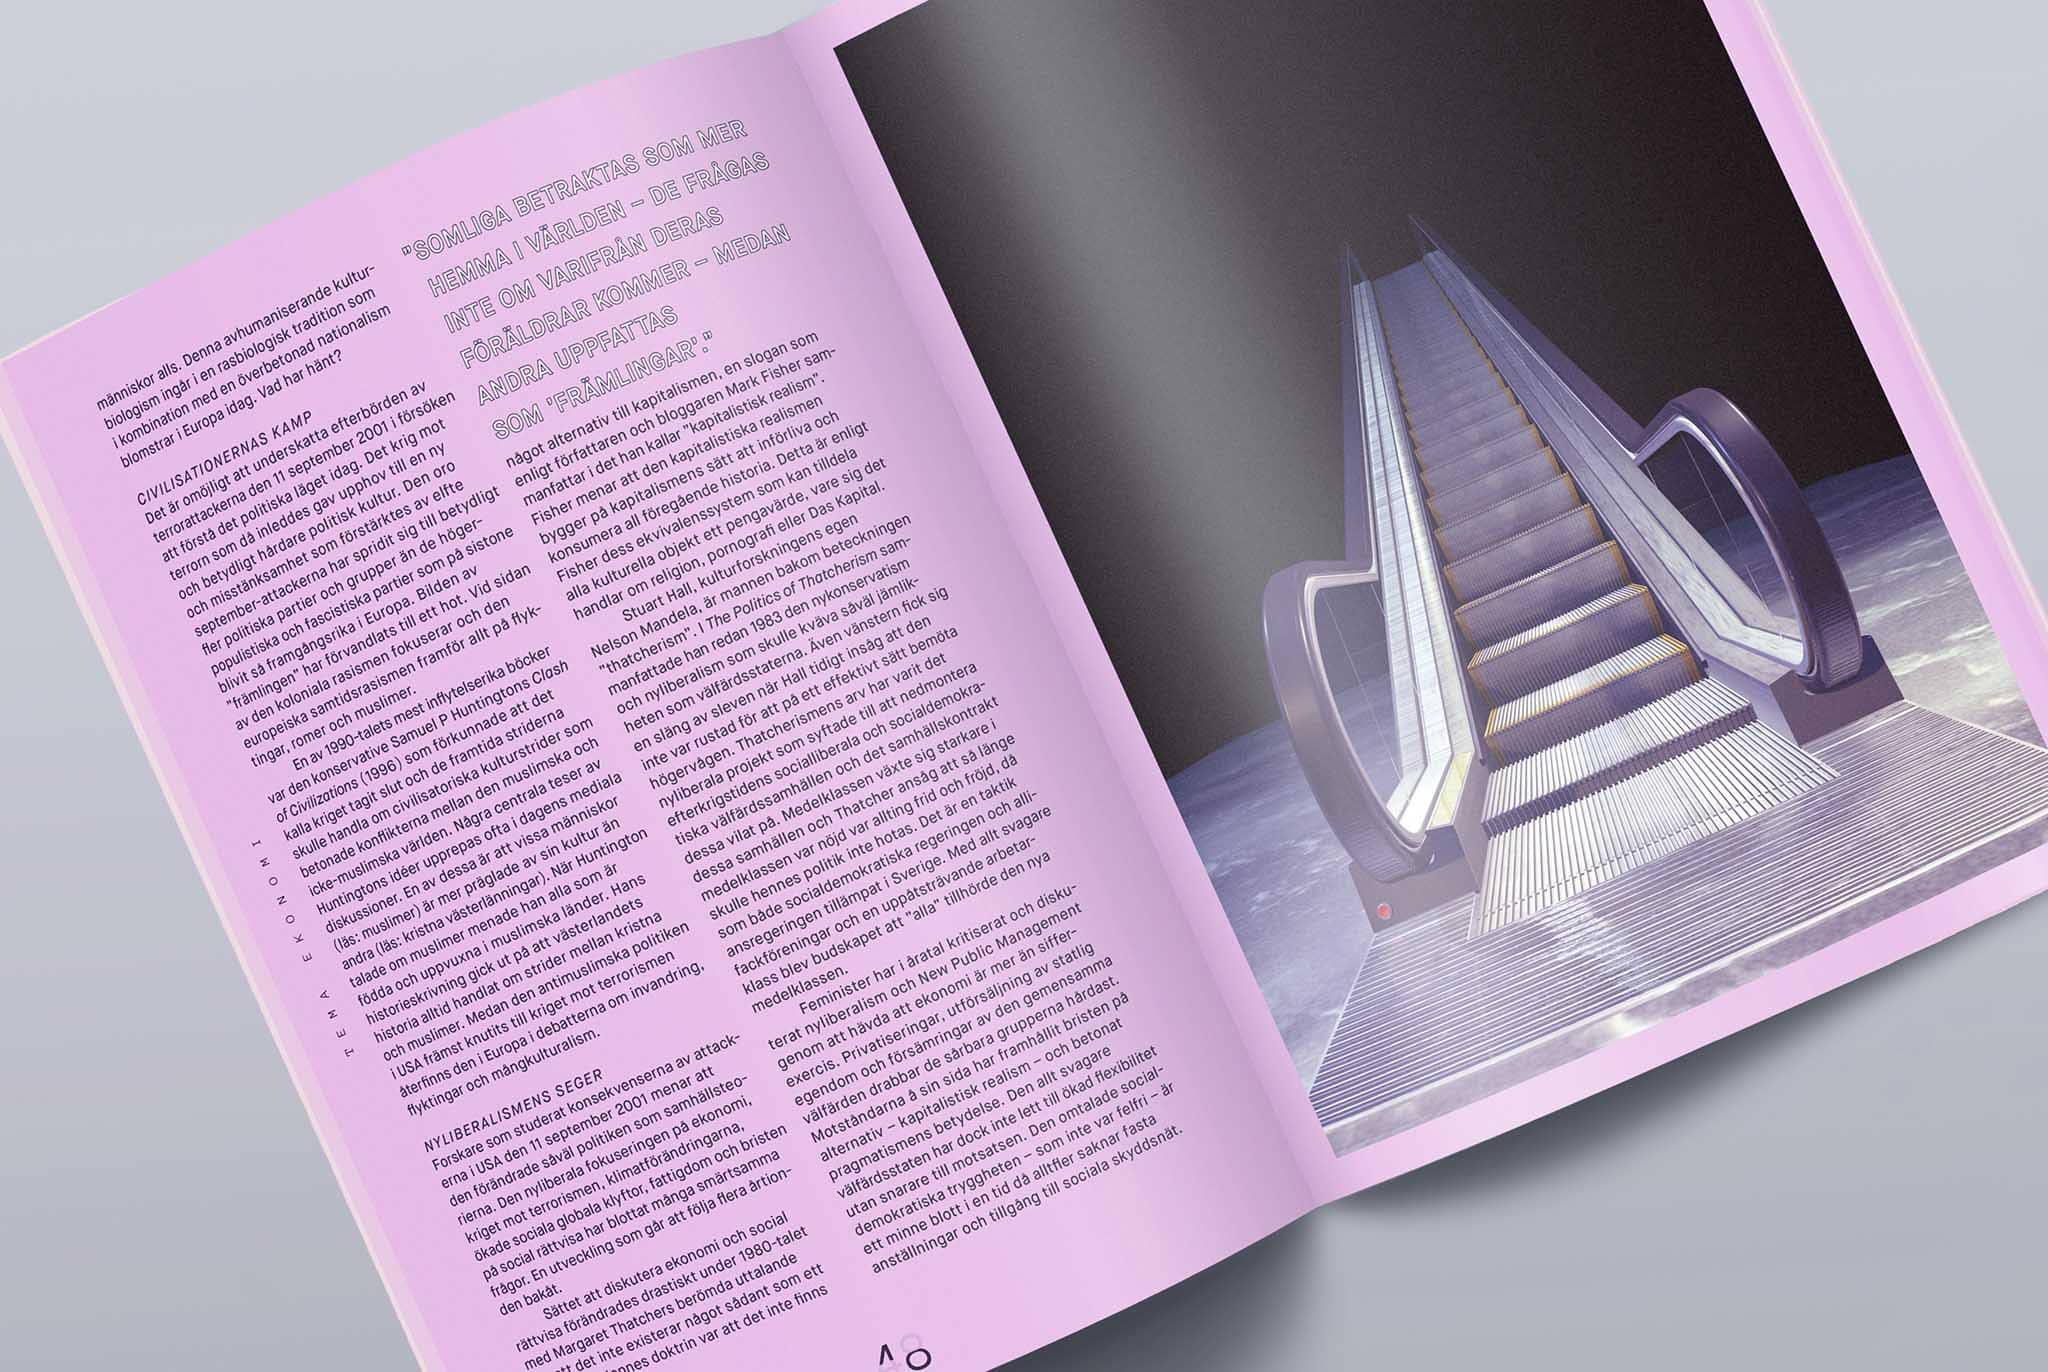 människor alls. Denna avhumaniserande kultur-
biologism ingår i en rasbiologisk tradition som
i kombination med en överbetonad nationalism
blomstrar i Europa idag. Vad har hänt?
CIVILISATIONERNAS KAMP
Det är omöjligt att underskatta efterbörden av
terrorattackerna den 11 september 2001 i försöken
att förstå det politiska läget idag. Det krig mot
terrorn som då inleddes gav upphov till en ny
och betydligt hårdare politisk kultur. Den oro
och misstänksamhet som förstärktes av elfte
september-attackerna har spridit sig till betydligt
fler politiska partier och grupper än de höger-
populistiska och fascistiska partier som på sistone
blivit så framgångsrika i Europa. Bilden av
"främlingen" har förvandlats till ett hot. Vid sidan
av den koloniala rasismen fokuserar och den
europeiska samtidsrasismen framför allt på flyk-
tingar, romer och muslimer.
En av 1990-talets mest inflytelserika böcker
var den konservative Samuel P Huntingtons Clash
of Civilizations (1996) som förkunnade att det
kalla kriget tagit slut och de framtida striderna
skulle handla om civilisatoriska kulturstrider som
betonade konflikterna mellan den muslimska och
icke-muslimska världen. Några centrala teser av
Huntingtons idéer upprepas ofta i dagens mediala
diskussioner. En av dessa är att vissa människor
(läs: muslimer) är mer präglade av sin kultur än
andra (läs: kristna västerlänningar). När Huntington
talade om muslimer menade han alla som är
födda och uppvuxna i muslimska länder. Hans
historieskrivning gick ut på att västerlandets
historia alltid handlat om strider mellan kristna
och muslimer. Medan den antimuslimska politiken
i USA främst knutits till kriget mot terrorismen
återfinns den i Europa i debatterna om invandring,
flyktingar och mångkulturalism.
NYLIBERALISMENS SEGER
Forskare som studerat konsekvenserna av attack-
erna i USA den 11 september 2001 menar att
den förändrade såväl politiken som samhällsteo-
rierna. Den nyliberala fokuseringen på ekonomi,
kriget mot terrorismen, klimatförändringarna,
ökade sociala globala klyftor, fattigdom och bristen
på social rättvisa har blottat många smärtsamma
frågor. En utveckling som går att följa flera årtion-
den bakåt.
Sättet att diskutera ekonomi och social
rättvisa förändrades drastiskt under 1980-talet
med Margaret Thatchers berömda uttalande
att det inte existerar något sådant som ett
doktrin var att det inte finns
"SOMLIGA BETRAKTAS SOM MER
HEMMA I VÄRLDEN – DE FRÅGAS
INTE OM VARIFRÅN DERAS
FÖRÄLDRAR KOMMER – MEDAN
ANDRA UPPFATTAS
SOM 'FRÄMLINGAR'."
något alternativ till kapitalismen, en slogan som
enligt författaren och bloggaren Mark Fisher sam-
manfattar i det han kallar "kapitalistisk realism".
Fisher menar att den kapitalistiska realismen
bygger på kapitalismens sätt att införliva och
konsumera all föregående historia. Detta är enligt
Fisher dess ekvivalenssystem som kan tilldela
alla kulturella objekt ett pengavärde, vare sig det
handlar om religion, pornografi eller Das Kapital.
Stuart Hall, kulturforskningens egen
Nelson Mandela, är mannen bakom beteckningen
"thatcherism". I The Politics of Thatcherism sam-
manfattade han redan 1983 den nykonservatism
och nyliberalism som skulle kväva såväl jämlik-
heten som välfärdsstaterna. Även vänstern fick sig
en släng av sleven när Hall tidigt insåg att den
inte var rustad för att på ett effektivt sätt bemöta
högervågen. Thatcherismens arv har varit det
nyliberala projekt som syftade till att nedmontera
efterkrigstidens socialliberala och socialdemokra-
tiska välfärdssamhällen och det samhällskontrakt
dessa vilat på. Medelklassen växte sig starkare i
dessa samhällen och Thatcher ansåg att så länge
medelklassen var nöjd var allting frid och fröjd, då
skulle hennes politik inte hotas. Det är en taktik
som både socialdemokratiska regeringen och alli-
ansregeringen tillämpat i Sverige. Med allt svagare
fackföreningar och en uppåtsträvande arbetar-
klass blev budskapet att "alla" tillhörde den nya
medelklassen.
Feminister har i åratal kritiserat och disku-
terat nyliberalism och New Public Management
genom att hävda att ekonomi är mer än siffer-
exercis. Privatiseringar, utförsäljning av statlig
egendom och försämringar av den gemensamma
välfärden drabbar de sårbara grupperna hårdast.
Motståndarna å sin sida har framhållit bristen på
alternativ – kapitalistisk realism – och betonat
pragmatismens betydelse. Den allt svagare
välfärdsstaten har dock inte lett till ökad flexibilitet
utan snarare till motsatsen. Den omtalade social-
demokratiska tryggheten – som inte var felfri – är
ett minne blott i en tid då alltfler saknar fasta
anställningar och tillgång till sociala skyddsnät.
TEMA EKONOMI
48